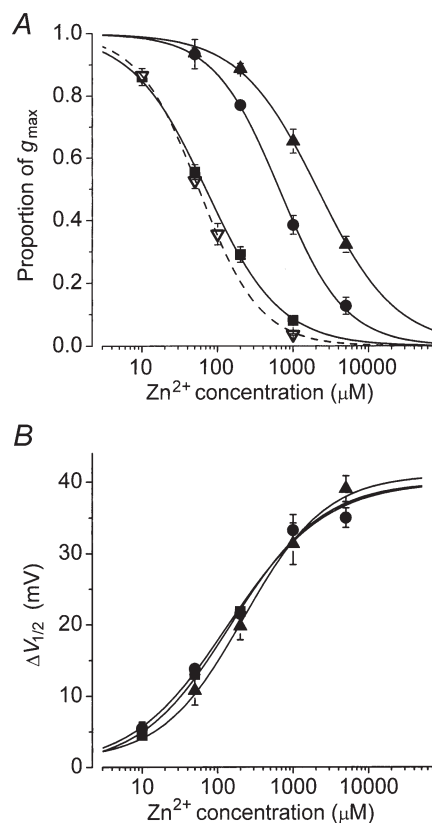 A
1.0
0.8
0.6
0.4
0.2
0.0
Proportion of gmax
10 100 1000 10000
Zn2+ concentration (μM)
B
40
30
20
10
0
ΔV1/2 (mV)
10 100 1000 10000
Zn2+ concentration (μM)